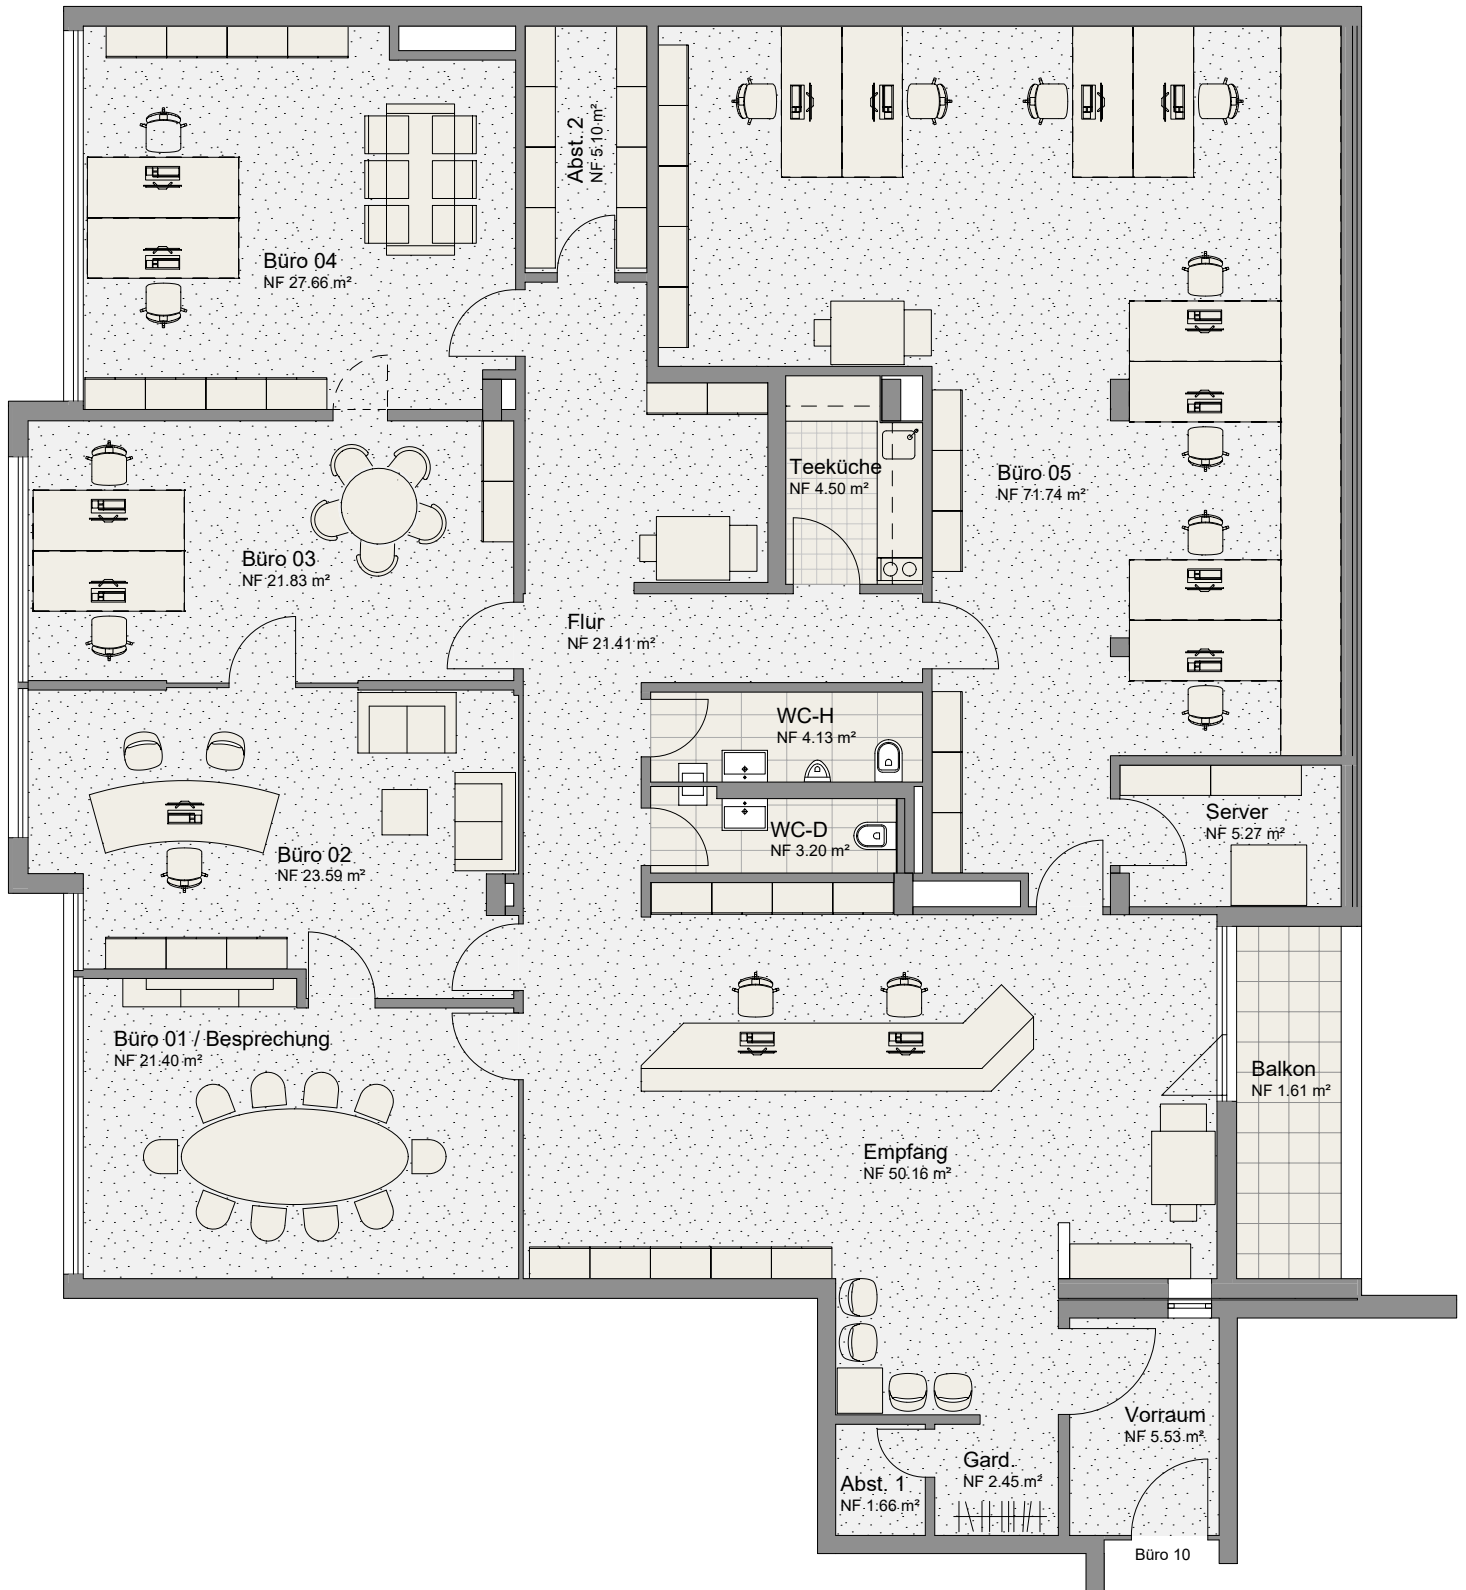 Abst. 2
NF 5.10 m²
Büro 04
NF 27.66 m²
Teeküche
NF 4.50 m²
Büro 05
NF 71.74 m²
Büro 03
NF 21.83 m²
Flur
NF 21.41 m²
WC-H
NF 4.13 m²
Server
NF 5.27 m²
WC-D
NF 3.20 m²
Büro 02
NF 23.59 m²
Büro 01 / Besprechung
NF 21.40 m²
Balkon
NF 1.61 m²
Empfang
NF 50.16 m²
Vorraum
NF 5.53 m²
Gard.
NF 2.45 m²
Abst. 1
NF 1.66 m²
Büro 10